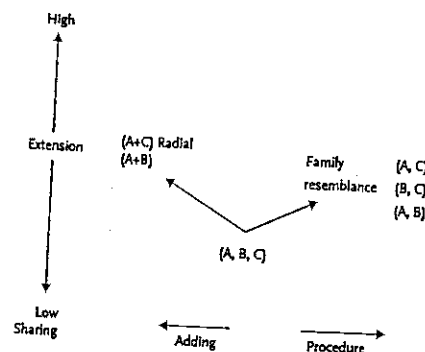 High
Extension
(A+C) Radial
(A+B)
Family
resemblance
(A, C)
(B, C)
(A, B)
(A, B, C)
Low
Sharing
Adding
Procedure